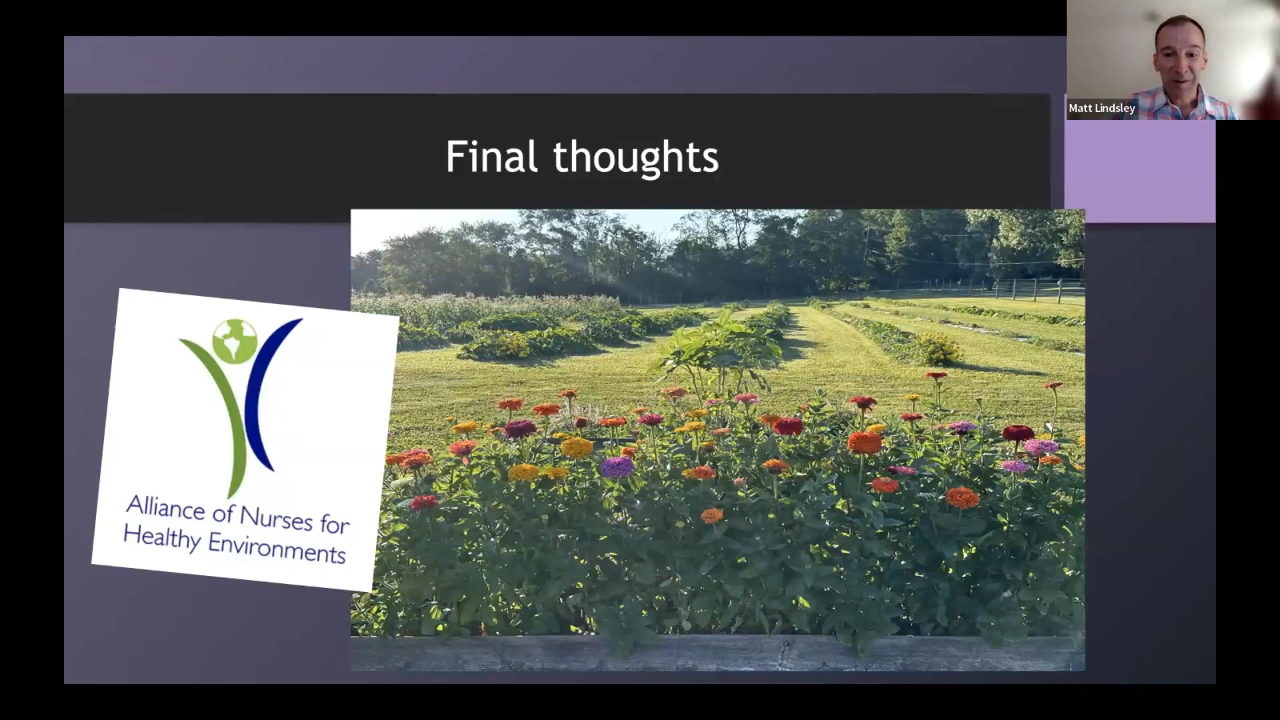 Matt Lindsley
Final thoughts
Alliance of Nurses for
Healthy Environments